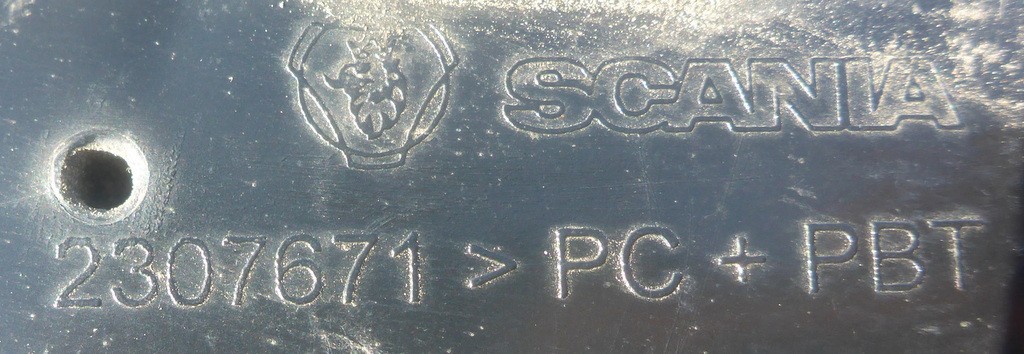 SCANIA
2307671 > PC + PBT